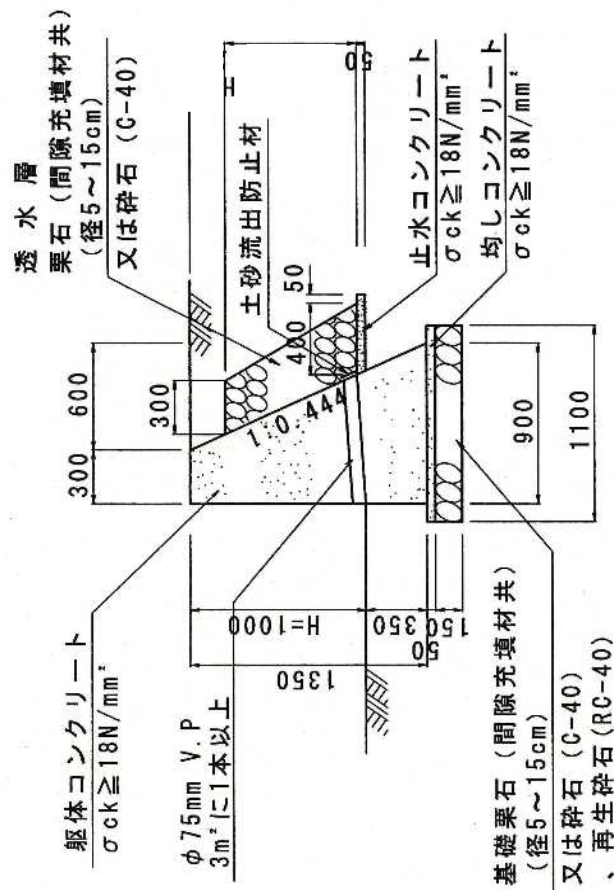 透水層
栗石（間隙充填材共）
（径5～15cm）
又は砕石（C-40）
H
50
土砂流出防止材
止水コンクリート
σck≧18N/mm²
均しコンクリート
σck≧18N/mm²
300
600
300
400
50
1:0.444
躯体コンクリート
σck≧18N/mm²
φ75mm V.P
3m²に1本以上
1350
H=1000
350
50
150
900
1100
基礎栗石（間隙充填材共）
（径5～15cm）
又は砕石（C-40）
、再生砕石（RC-40）